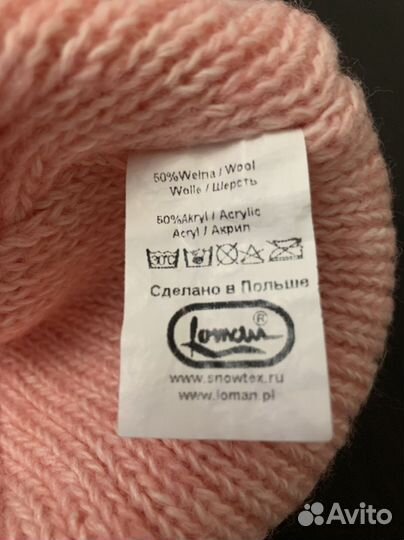 50%Wełna / Wool
Wolle / Шерсть
50%Akryl / Acrylic
Acryl / Акрил
Сделано в Польше
Loman ®
www.snowtex.ru
www.loman.pl
Avito